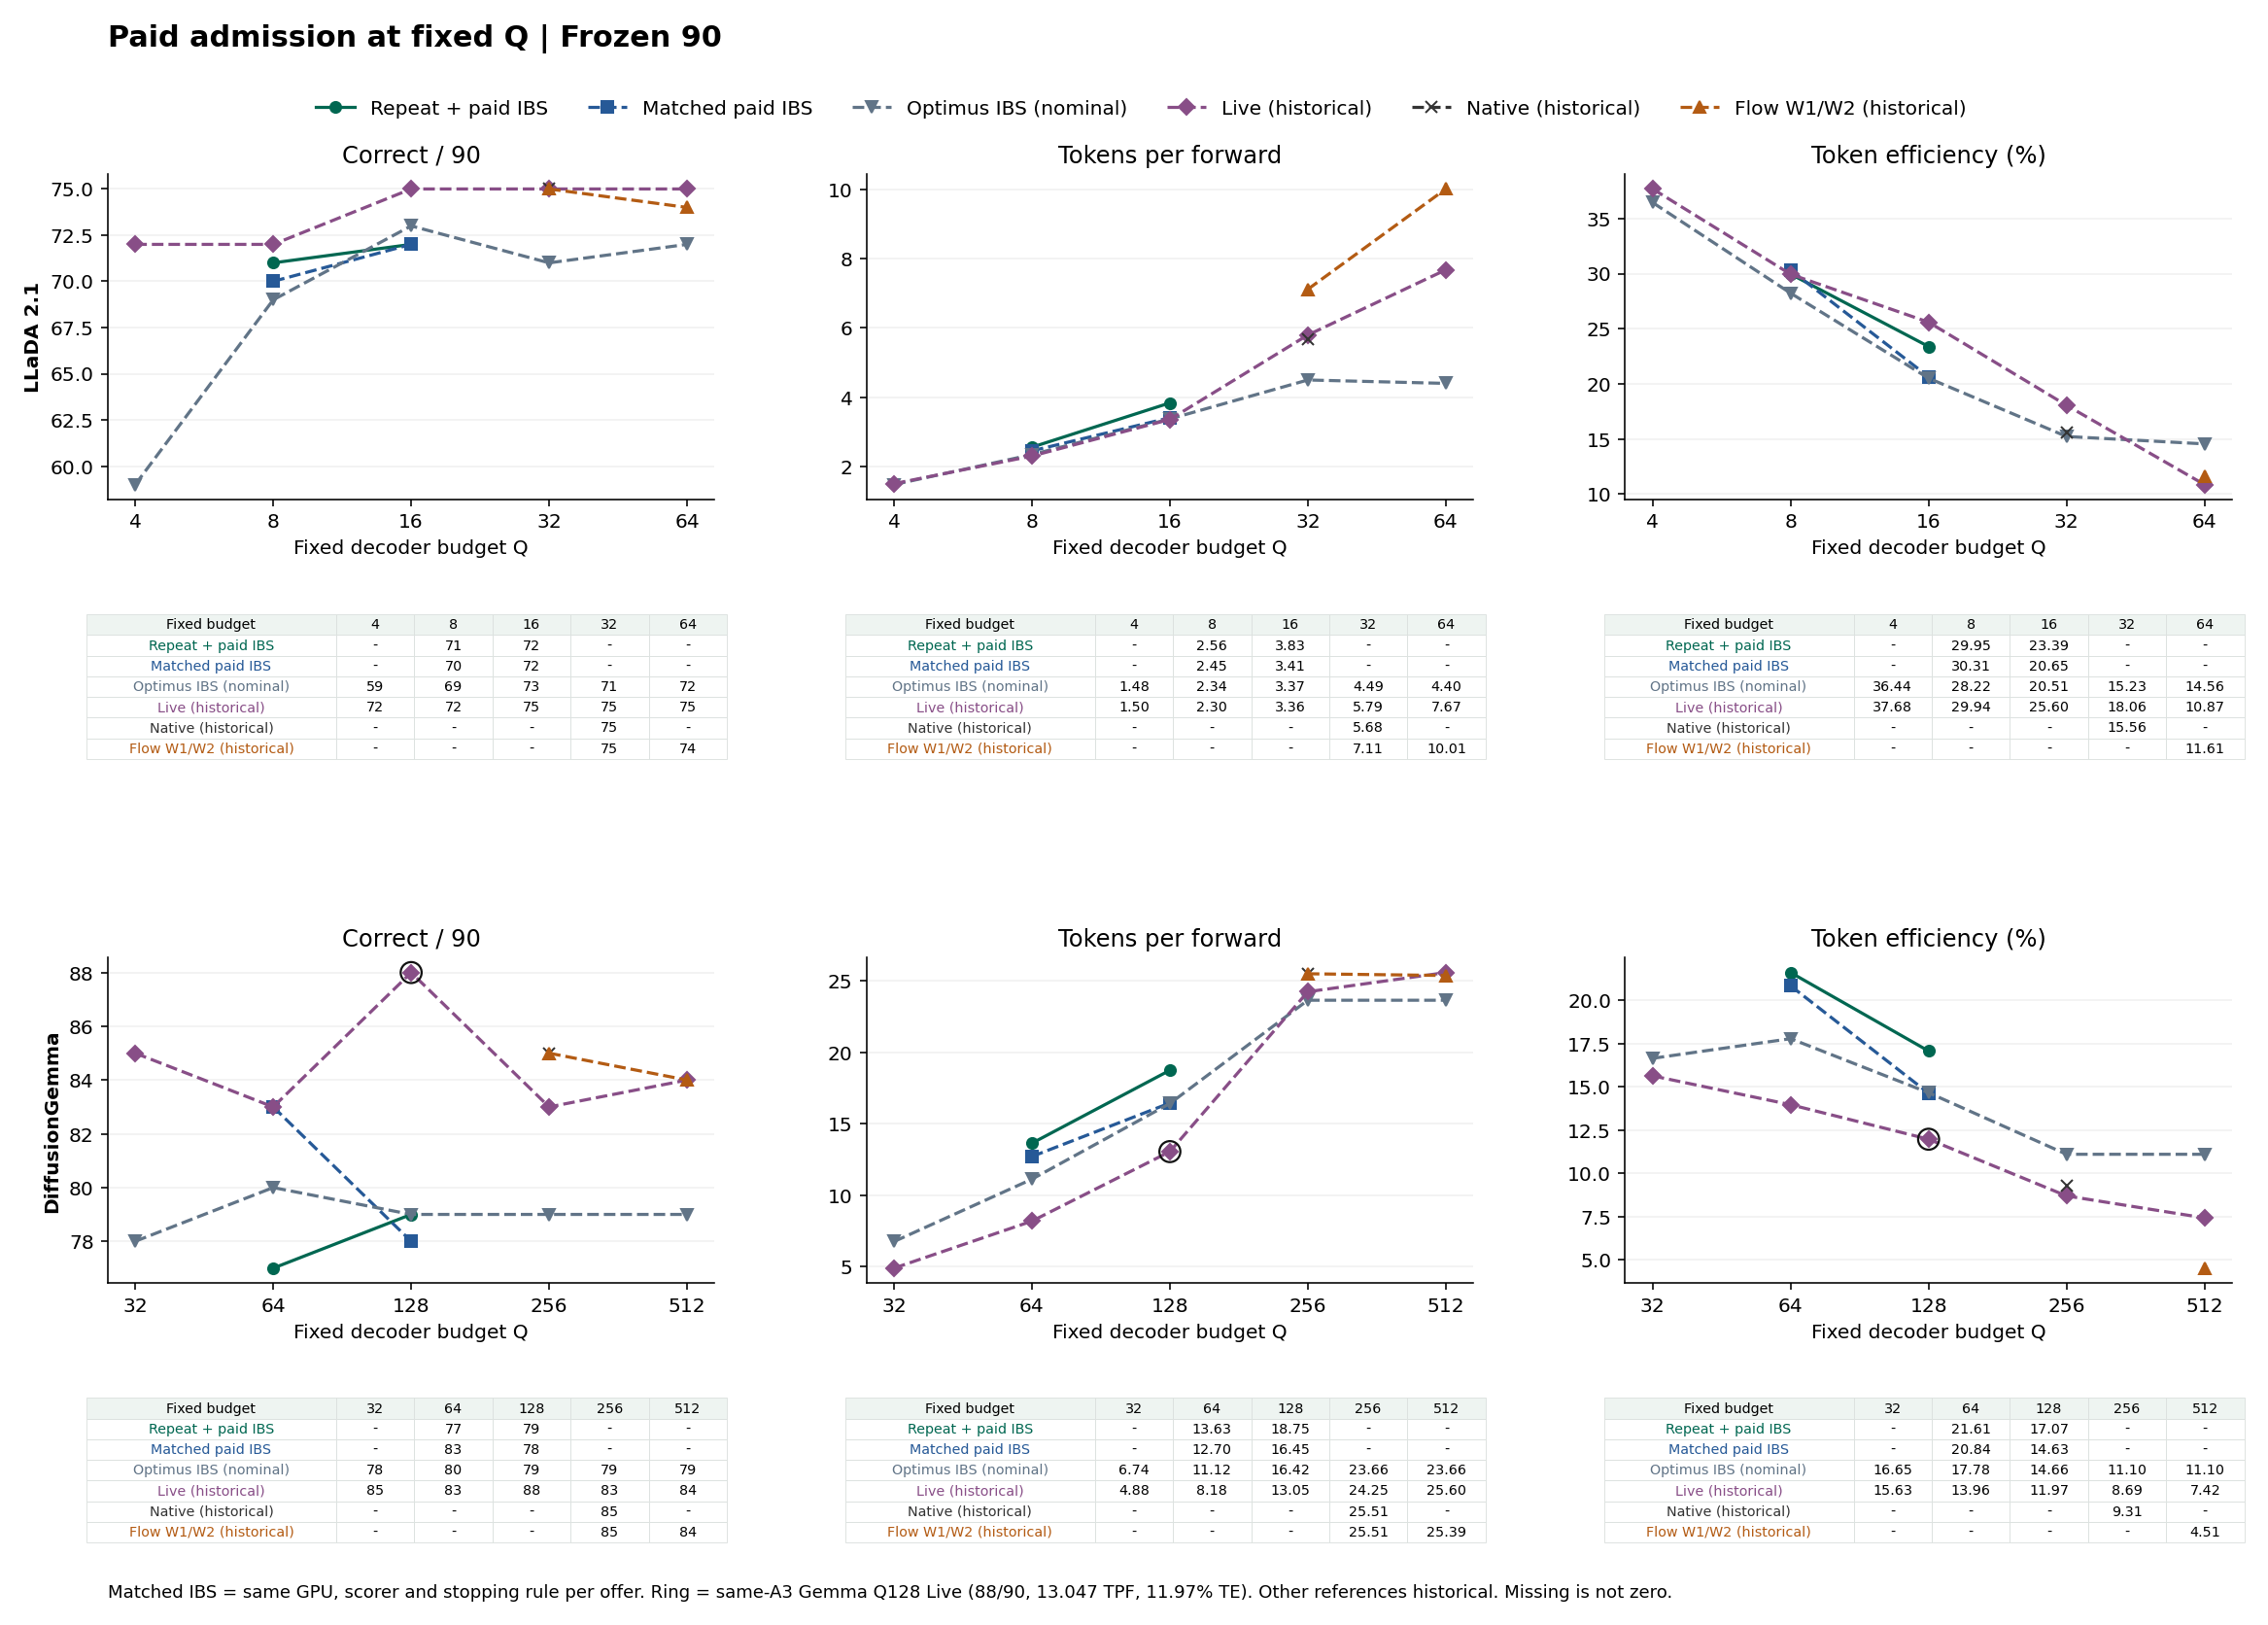 Paid admission at fixed Q | Frozen 90
Repeat + paid IBS Matched paid IBS Optimus IBS (nominal) Live (historical) Native (historical) Flow W1/W2 (historical)
Correct / 90
75.0
72.5
70.0
67.5
65.0
62.5
60.0
LLaDA 2.1
4 8 16 32 64
Fixed decoder budget Q
Tokens per forward
10
8
6
4
2
4 8 16 32 64
Fixed decoder budget Q
Token efficiency (%)
35
30
25
20
15
10
4 8 16 32 64
Fixed decoder budget Q
Fixed budget 4 8 16 32 64
Repeat + paid IBS - 71 72 - -
Matched paid IBS - 70 72 - -
Optimus IBS (nominal) 59 69 73 71 72
Live (historical) 72 72 75 75 75
Native (historical) - - - 75 -
Flow W1/W2 (historical) - - - 75 74
Fixed budget 4 8 16 32 64
Repeat + paid IBS - 2.56 3.83 - -
Matched paid IBS - 2.45 3.41 - -
Optimus IBS (nominal) 1.48 2.34 3.37 4.49 4.40
Live (historical) 1.50 2.30 3.36 5.79 7.67
Native (historical) - - - 5.68 -
Flow W1/W2 (historical) - - - 7.11 10.01
Fixed budget 4 8 16 32 64
Repeat + paid IBS - 29.95 23.39 - -
Matched paid IBS - 30.31 20.65 - -
Optimus IBS (nominal) 36.44 28.22 20.51 15.23 14.56
Live (historical) 37.68 29.94 25.60 18.06 10.87
Native (historical) - - - 15.56 -
Flow W1/W2 (historical) - - - - 11.61
Correct / 90
88
86
84
82
80
78
DiffusionGemma
32 64 128 256 512
Fixed decoder budget Q
Tokens per forward
25
20
15
10
5
32 64 128 256 512
Fixed decoder budget Q
Token efficiency (%)
20.0
17.5
15.0
12.5
10.0
7.5
5.0
32 64 128 256 512
Fixed decoder budget Q
Fixed budget 32 64 128 256 512
Repeat + paid IBS - 77 79 - -
Matched paid IBS - 83 78 - -
Optimus IBS (nominal) 78 80 79 79 79
Live (historical) 85 83 88 83 84
Native (historical) - - - 85 -
Flow W1/W2 (historical) - - - 85 84
Fixed budget 32 64 128 256 512
Repeat + paid IBS - 13.63 18.75 - -
Matched paid IBS - 12.70 16.45 - -
Optimus IBS (nominal) 6.74 11.12 16.42 23.66 23.66
Live (historical) 4.88 8.18 13.05 24.25 25.60
Native (historical) - - - 25.51 -
Flow W1/W2 (historical) - - - 25.51 25.39
Fixed budget 32 64 128 256 512
Repeat + paid IBS - 21.61 17.07 - -
Matched paid IBS - 20.84 14.63 - -
Optimus IBS (nominal) 16.65 17.78 14.66 11.10 11.10
Live (historical) 15.63 13.96 11.97 8.69 7.42
Native (historical) - - - 9.31 -
Flow W1/W2 (historical) - - - - 4.51
Matched IBS = same GPU, scorer and stopping rule per offer. Ring = same-A3 Gemma Q128 Live (88/90, 13.047 TPF, 11.97% TE). Other references historical. Missing is not zero.